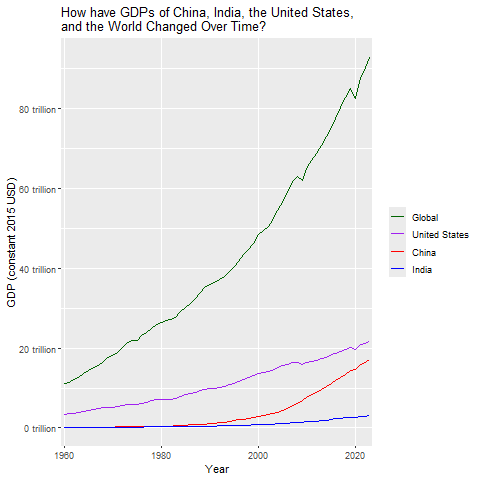 How have GDPs of China, India, the United States,
and the World Changed Over Time?
GDP (constant 2015 USD)
80 trillion
60 trillion
40 trillion
20 trillion
0 trillion
1960
1980
2000
2020
Year
Global
United States
China
India